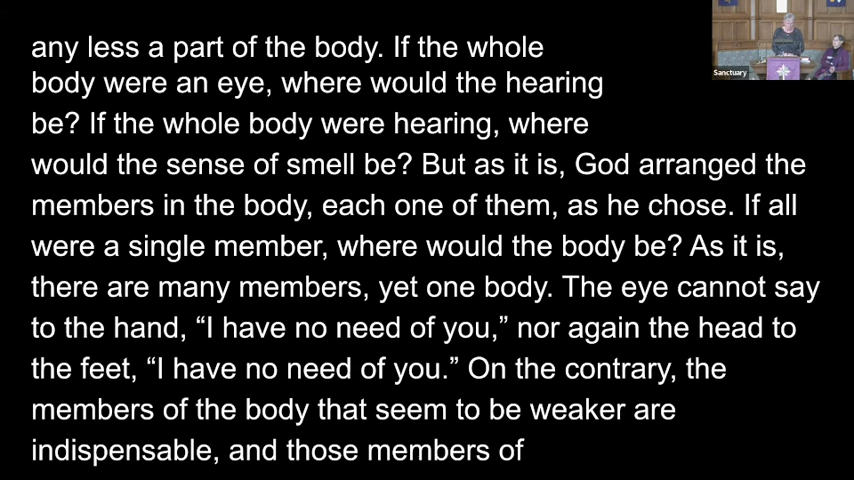 any less a part of the body. If the whole
body were an eye, where would the hearing
be? If the whole body were hearing, where
would the sense of smell be? But as it is, God arranged the
members in the body, each one of them, as he chose. If all
were a single member, where would the body be? As it is,
there are many members, yet one body. The eye cannot say
to the hand, “I have no need of you,” nor again the head to
the feet, “I have no need of you.” On the contrary, the
members of the body that seem to be weaker are
indispensable, and those members of
Sanctuary